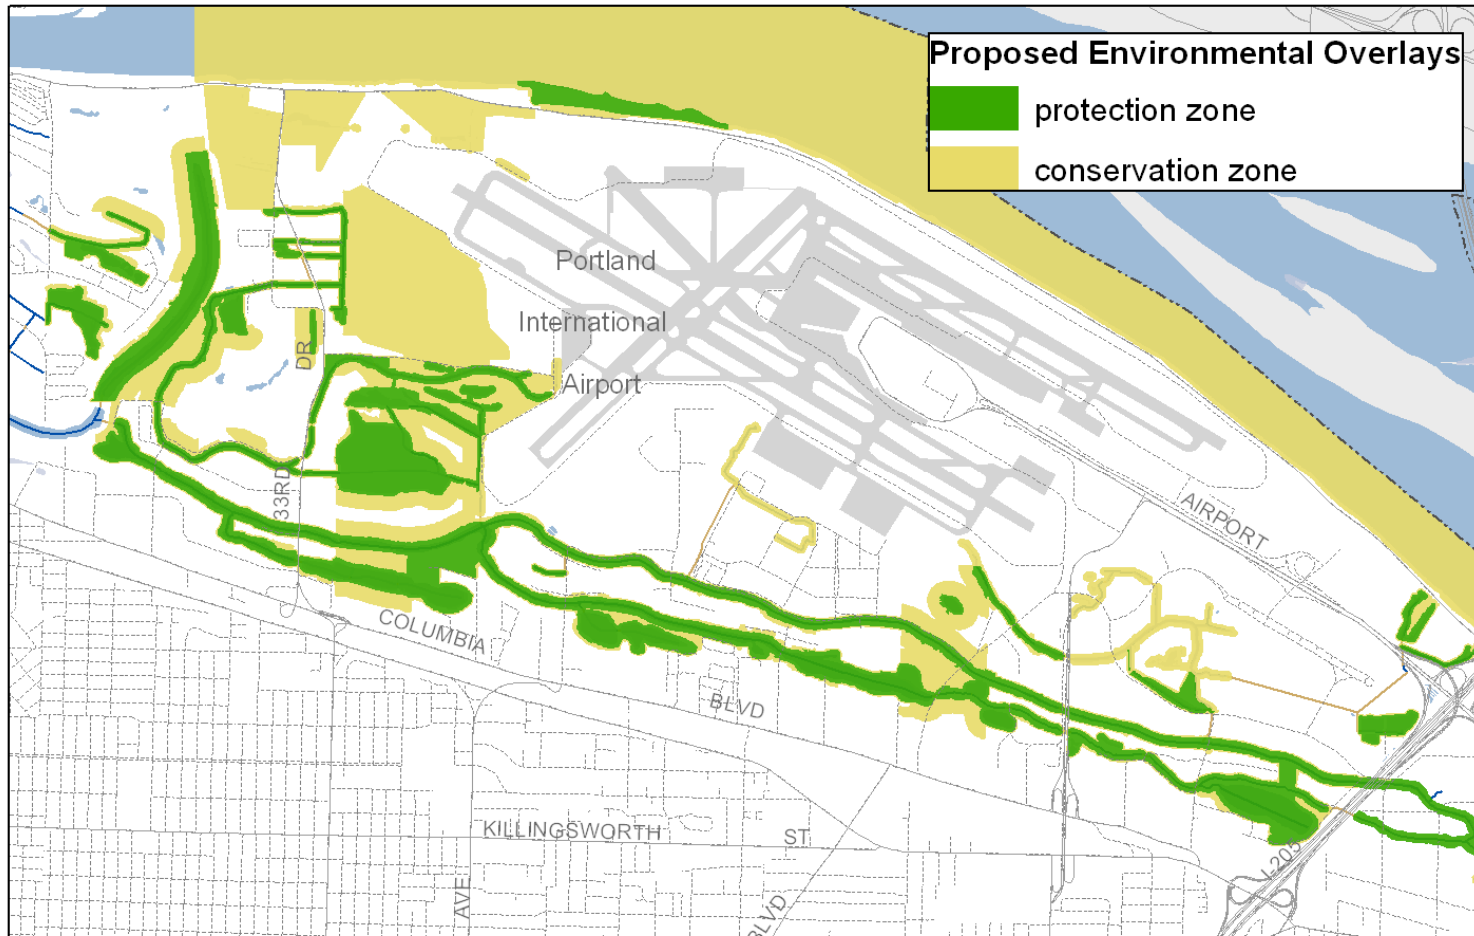 Proposed Environmental Overlays
protection zone
conservation zone
Portland
International
Airport
DR
33RD
AIRPORT
COLUMBIA
BLVD
KILLINGSWORTH
ST
I-205
AVE
BLVD